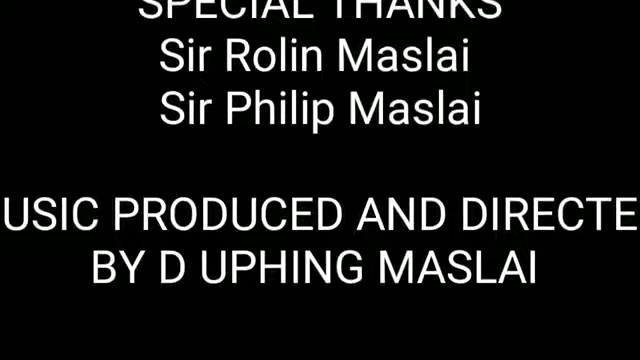 SPECIAL THANKS
Sir Rolin Maslai
Sir Philip Maslai
USIC PRODUCED AND DIRECTE
BY D UPHING MASLAI